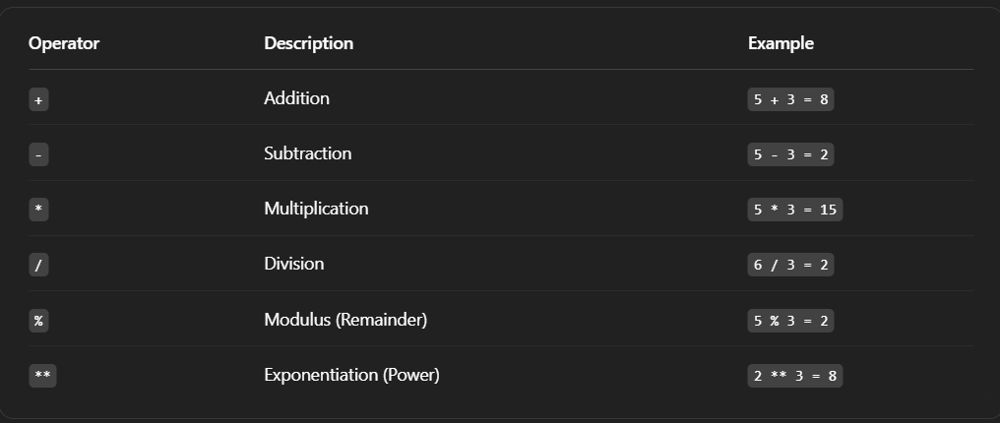 Operator Description Example
+ Addition 5 + 3 = 8
- Subtraction 5 - 3 = 2
* Multiplication 5 * 3 = 15
/ Division 6 / 3 = 2
% Modulus (Remainder) 5 % 3 = 2
** Exponentiation (Power) 2 ** 3 = 8